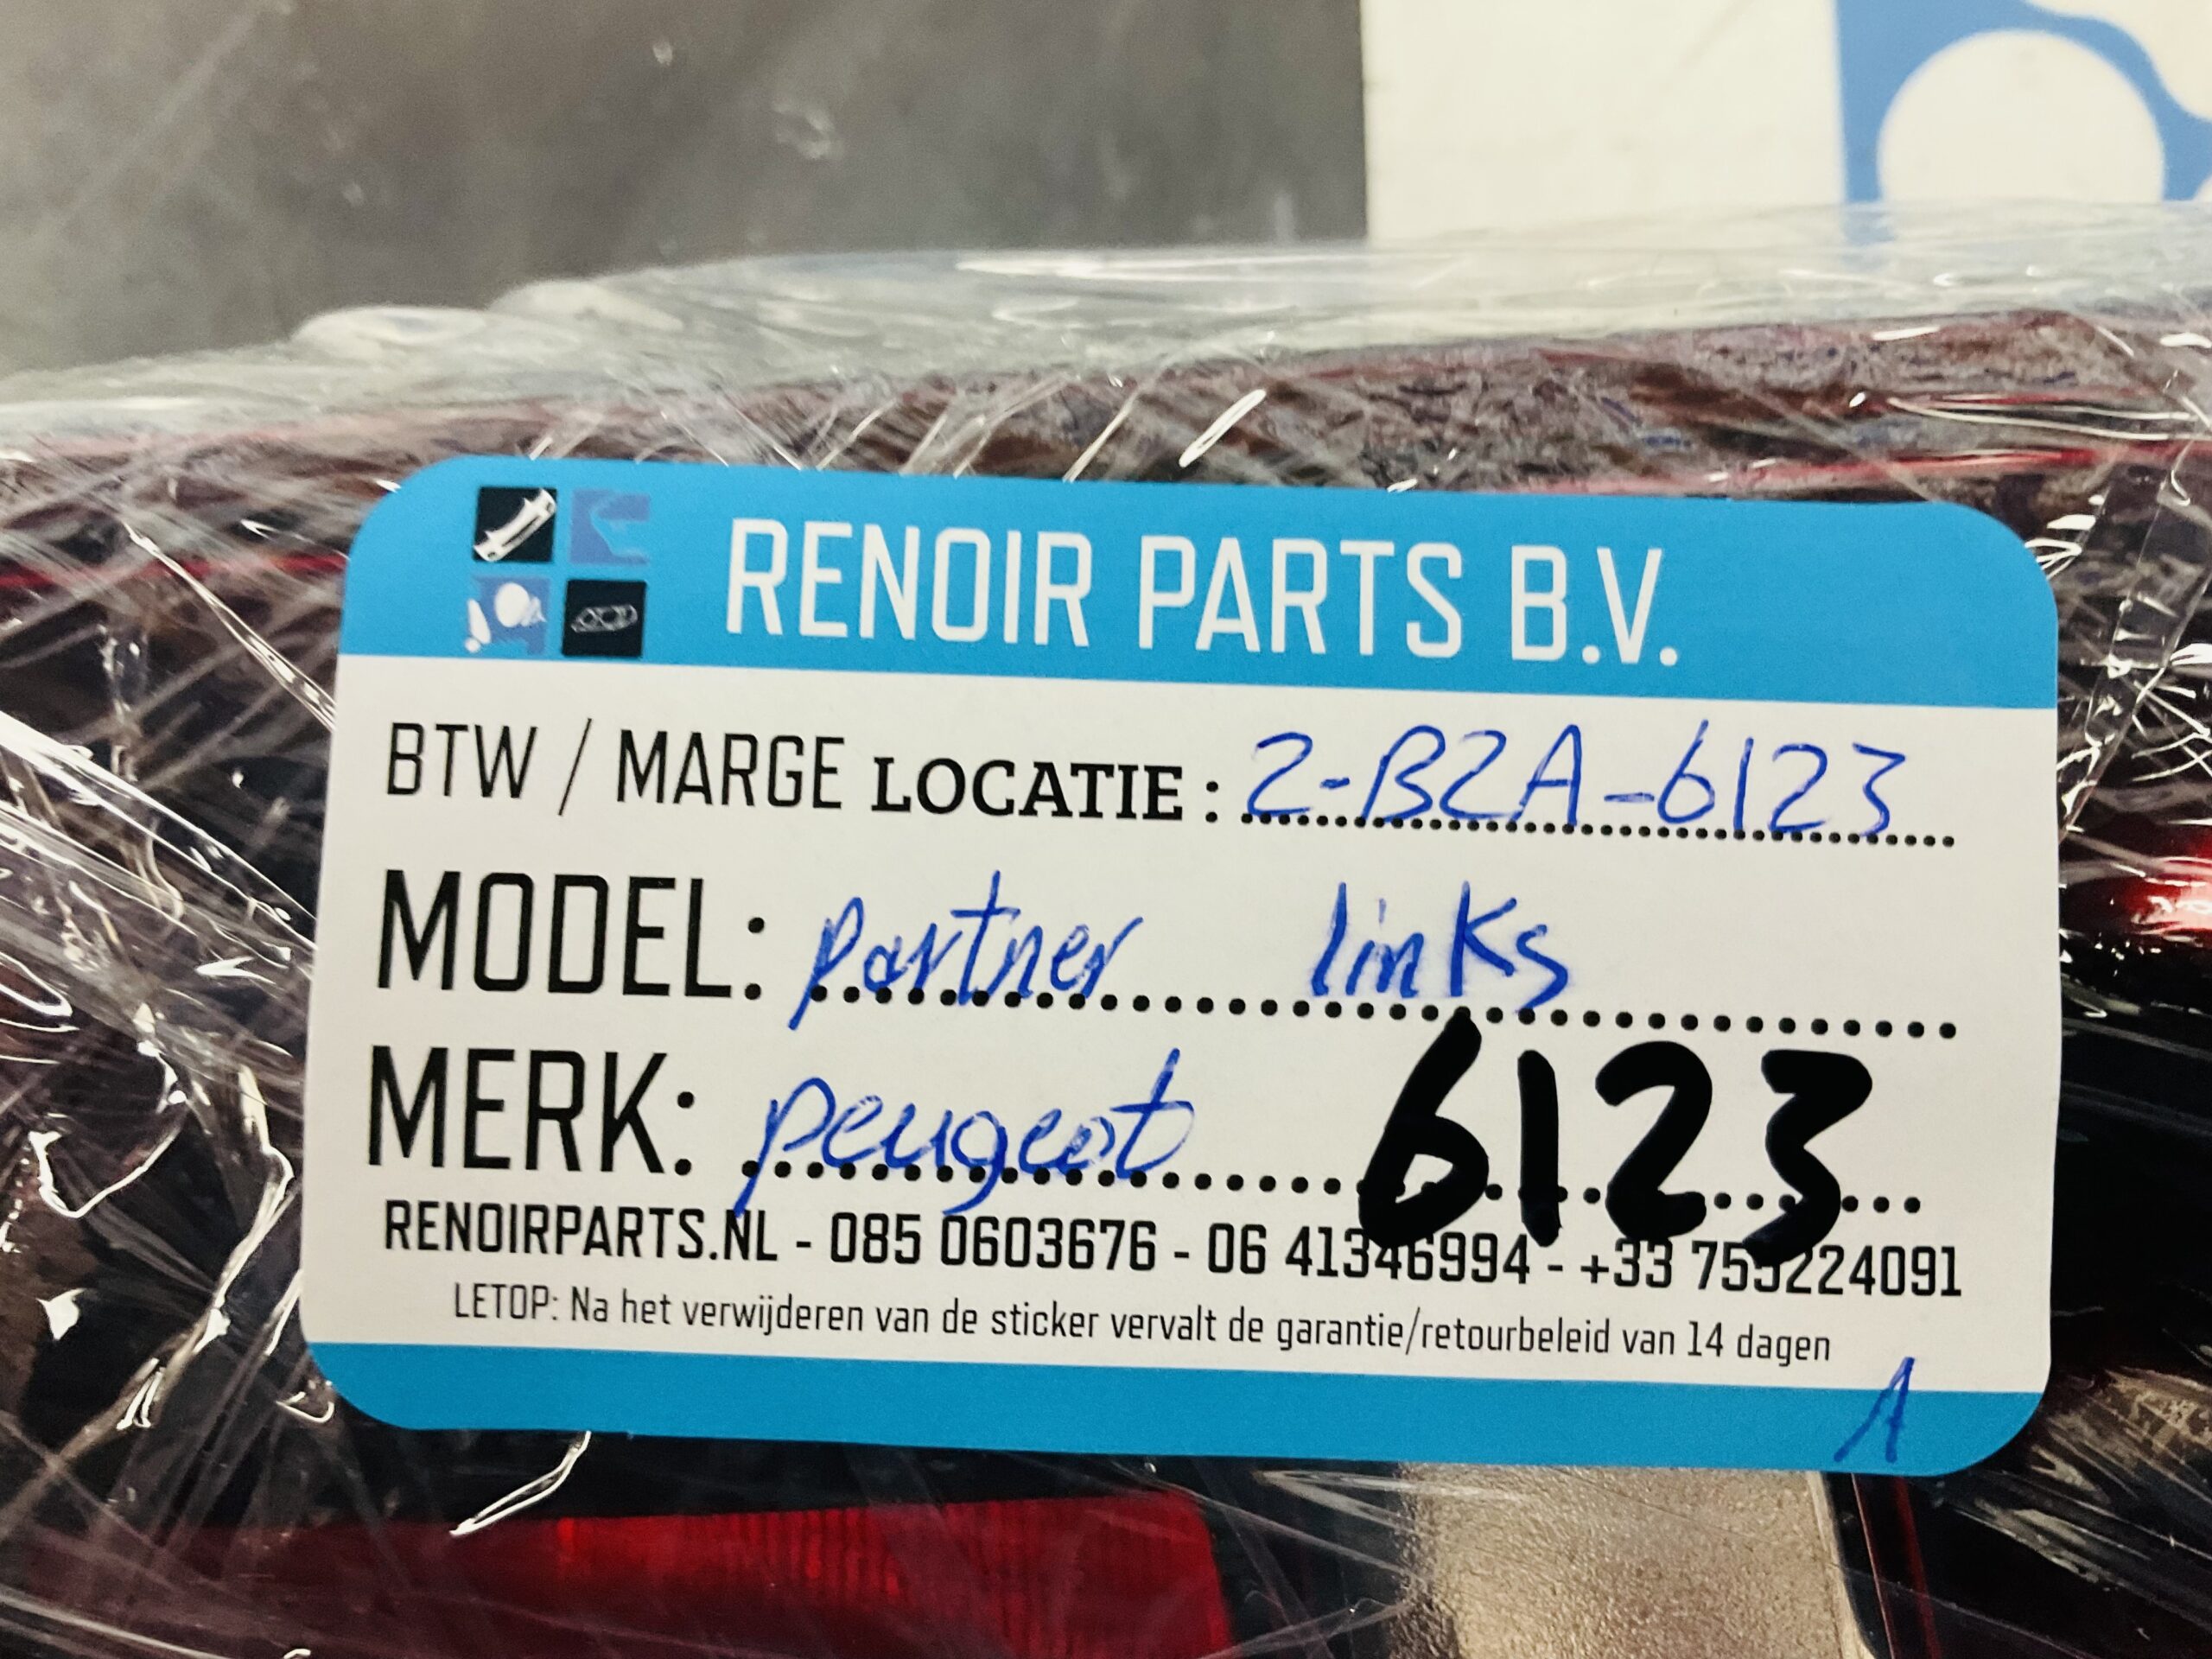 RENOIR PARTS B.V.
BTW / MARGE LOCATIE : 2-B2A-6123
MODEL: partner links
MERK: peugeot 6123
RENOIRPARTS.NL - 085 0603676 - 06 41346994 - +33 755224091
LETOP: Na het verwijderen van de sticker vervalt de garantie/retourbeleid van 14 dagen
1